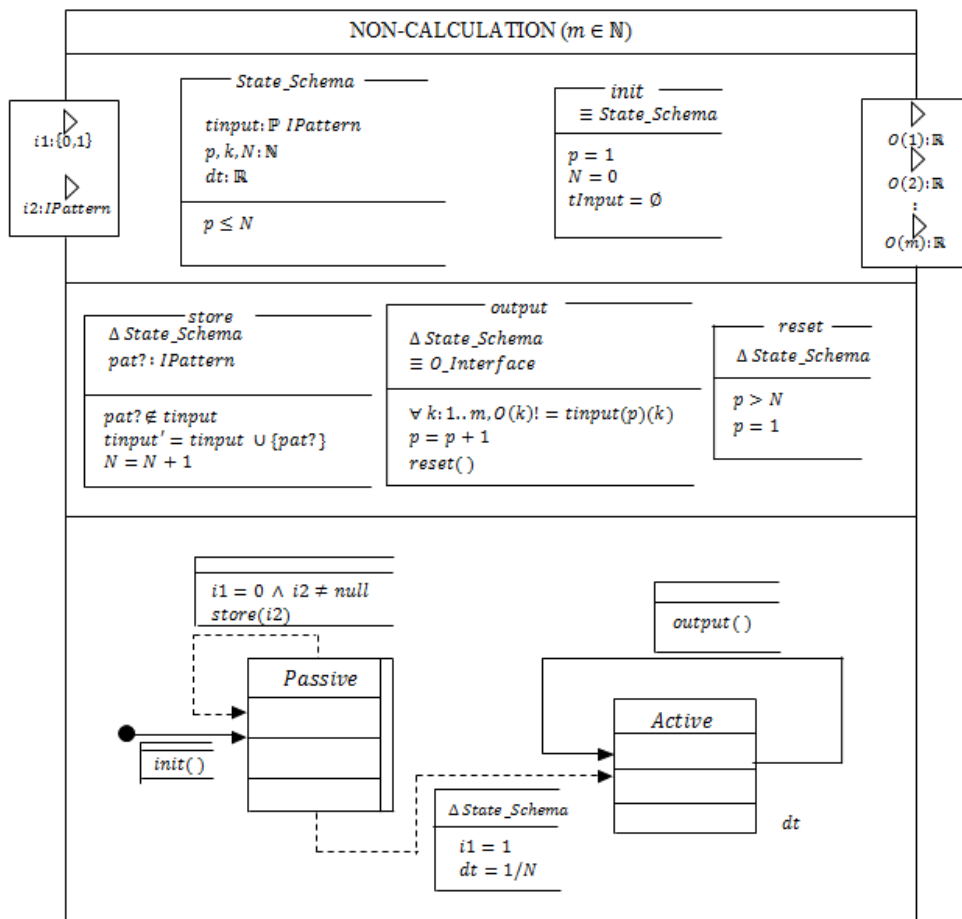 NON-CALCULATION (m ∈ ℕ)
i1:{0,1}
i2:IPattern
State_Schema
tinput: ℙ IPattern
p, k, N: ℕ
dt: ℝ
p ≤ N
init
≡ State_Schema
p = 1
N = 0
tInput = ∅
O(1): ℝ
O(2): ℝ
:
O(m): ℝ
store
Δ State_Schema
pat? : IPattern
pat? ∉ tinput
tinput′ = tinput ∪ {pat?}
N = N + 1
output
Δ State_Schema
≡ O_Interface
∀ k: 1.. m, O(k)! = tinput(p)(k)
p = p + 1
reset( )
reset
Δ State_Schema
p > N
p = 1
i1 = 0 ∧ i2 ≠ null
store(i2)
Passive
init( )
output( )
Active
dt
Δ State_Schema
i1 = 1
dt = 1/N